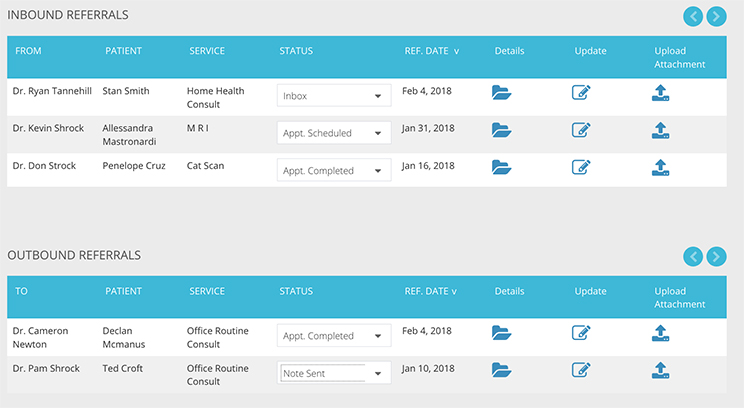 INBOUND REFERRALS
FROM PATIENT SERVICE STATUS REF. DATE v Details Update Upload
Attachment
Dr. Ryan Tannehill Stan Smith Home Health Inbox Feb 4, 2018
Consult
Dr. Kevin Shrock Allessandra M R I Appt. Scheduled Jan 31, 2018
Mastronardi
Dr. Don Strock Penelope Cruz Cat Scan Appt. Completed Jan 16, 2018
OUTBOUND REFERRALS
TO PATIENT SERVICE STATUS REF. DATE v Details Update Upload
Attachment
Dr. Cameron Declan Office Routine Appt. Completed Feb 4, 2018
Newton Mcmanus Consult
Dr. Pam Shrock Ted Croft Office Routine Note Sent Jan 10, 2018
Consult